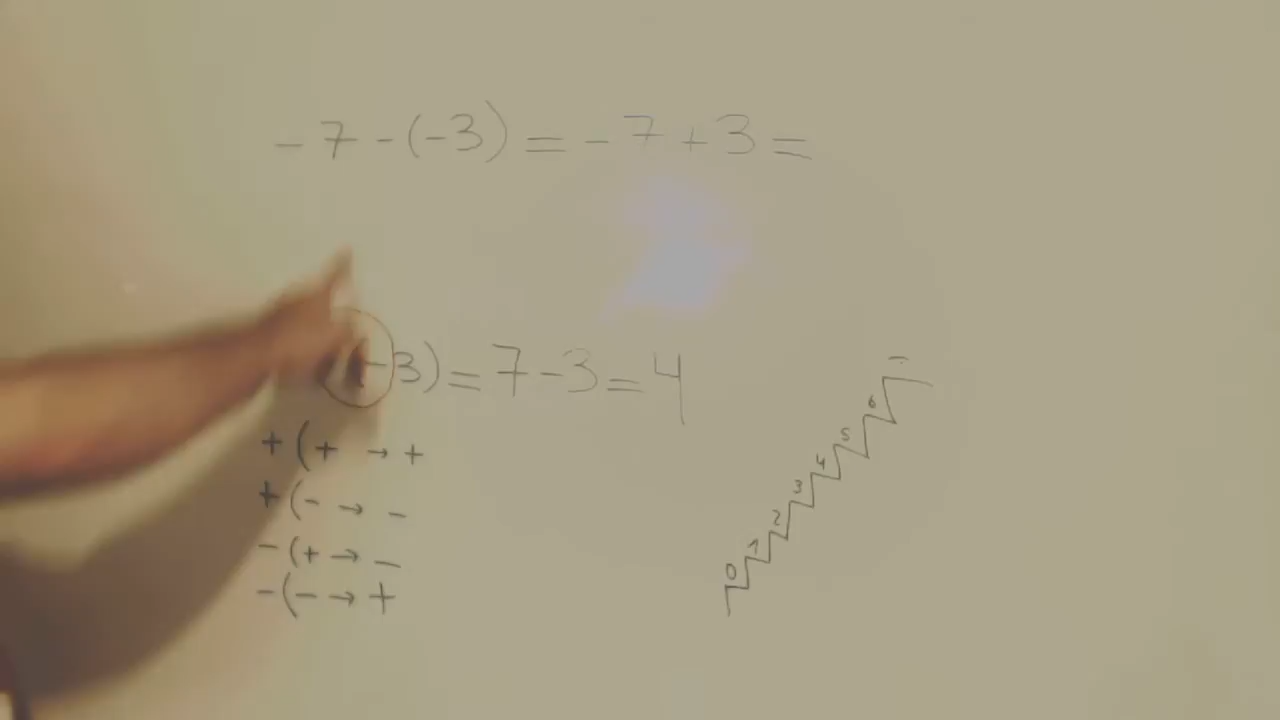 -7-(-3)=-7+3=
(-3)=7-3=4
+(+ → +
+(- → -
-(+ → -
-(- → +
6
5
4
3
2
1
0